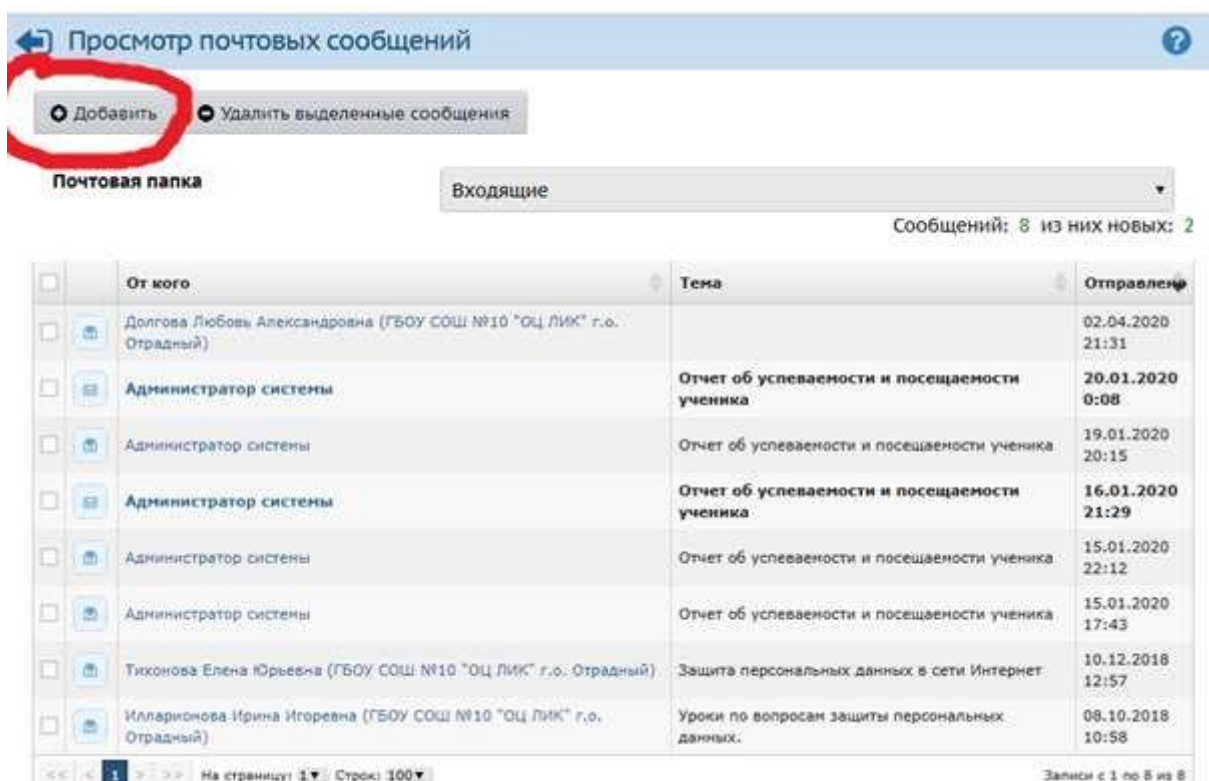 Просмотр почтовых сообщений
Добавить Удалить выделенные сообщения
Почтовая папка Входящие
Сообщений: 8 из них новых: 2
От кого Тема Отправлено
Долгова Любовь Александровна (ГБОУ СОШ №10 "ОЦ ЛИК" г.о. Отрадный) 02.04.2020 21:31
Администратор системы Отчет об успеваемости и посещаемости ученика 20.01.2020 0:08
Администратор системы Отчет об успеваемости и посещаемости ученика 19.01.2020 20:15
Администратор системы Отчет об успеваемости и посещаемости ученика 16.01.2020 21:29
Администратор системы Отчет об успеваемости и посещаемости ученика 15.01.2020 22:12
Администратор системы Отчет об успеваемости и посещаемости ученика 15.01.2020 17:43
Тихонова Елена Юрьевна (ГБОУ СОШ №10 "ОЦ ЛИК" г.о. Отрадный) Защита персональных данных в сети Интернет 10.12.2018 12:57
Илларионова Ирина Игоревна (ГБОУ СОШ №10 "ОЦ ЛИК" г.о. Отрадный) Уроки по вопросам защиты персональных данных. 08.10.2018 10:58
<< < 1 > >> На страницу: 1 Строк: 100 Записи с 1 по 8 из 8